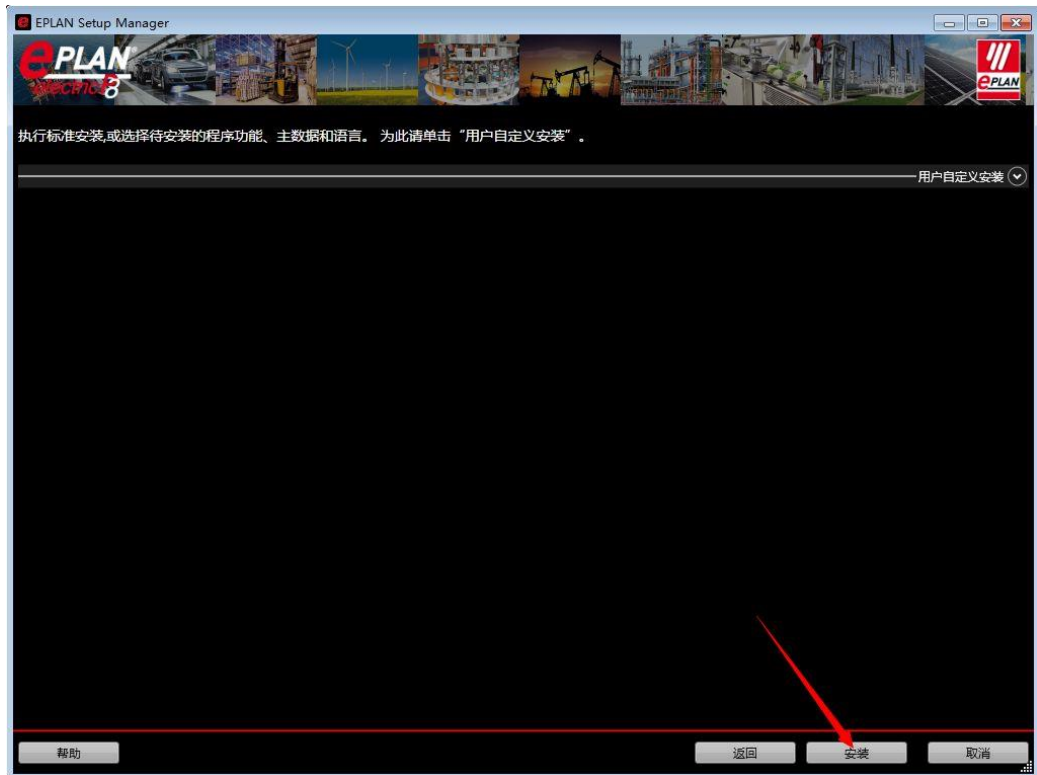 EPLAN Setup Manager
ePLAN
electric P8
ePLAN
执行标准安装,或选择待安装的程序功能、主数据和语言。 为此请单击“用户自定义安装”。
用户自定义安装
帮助
返回
安装
取消